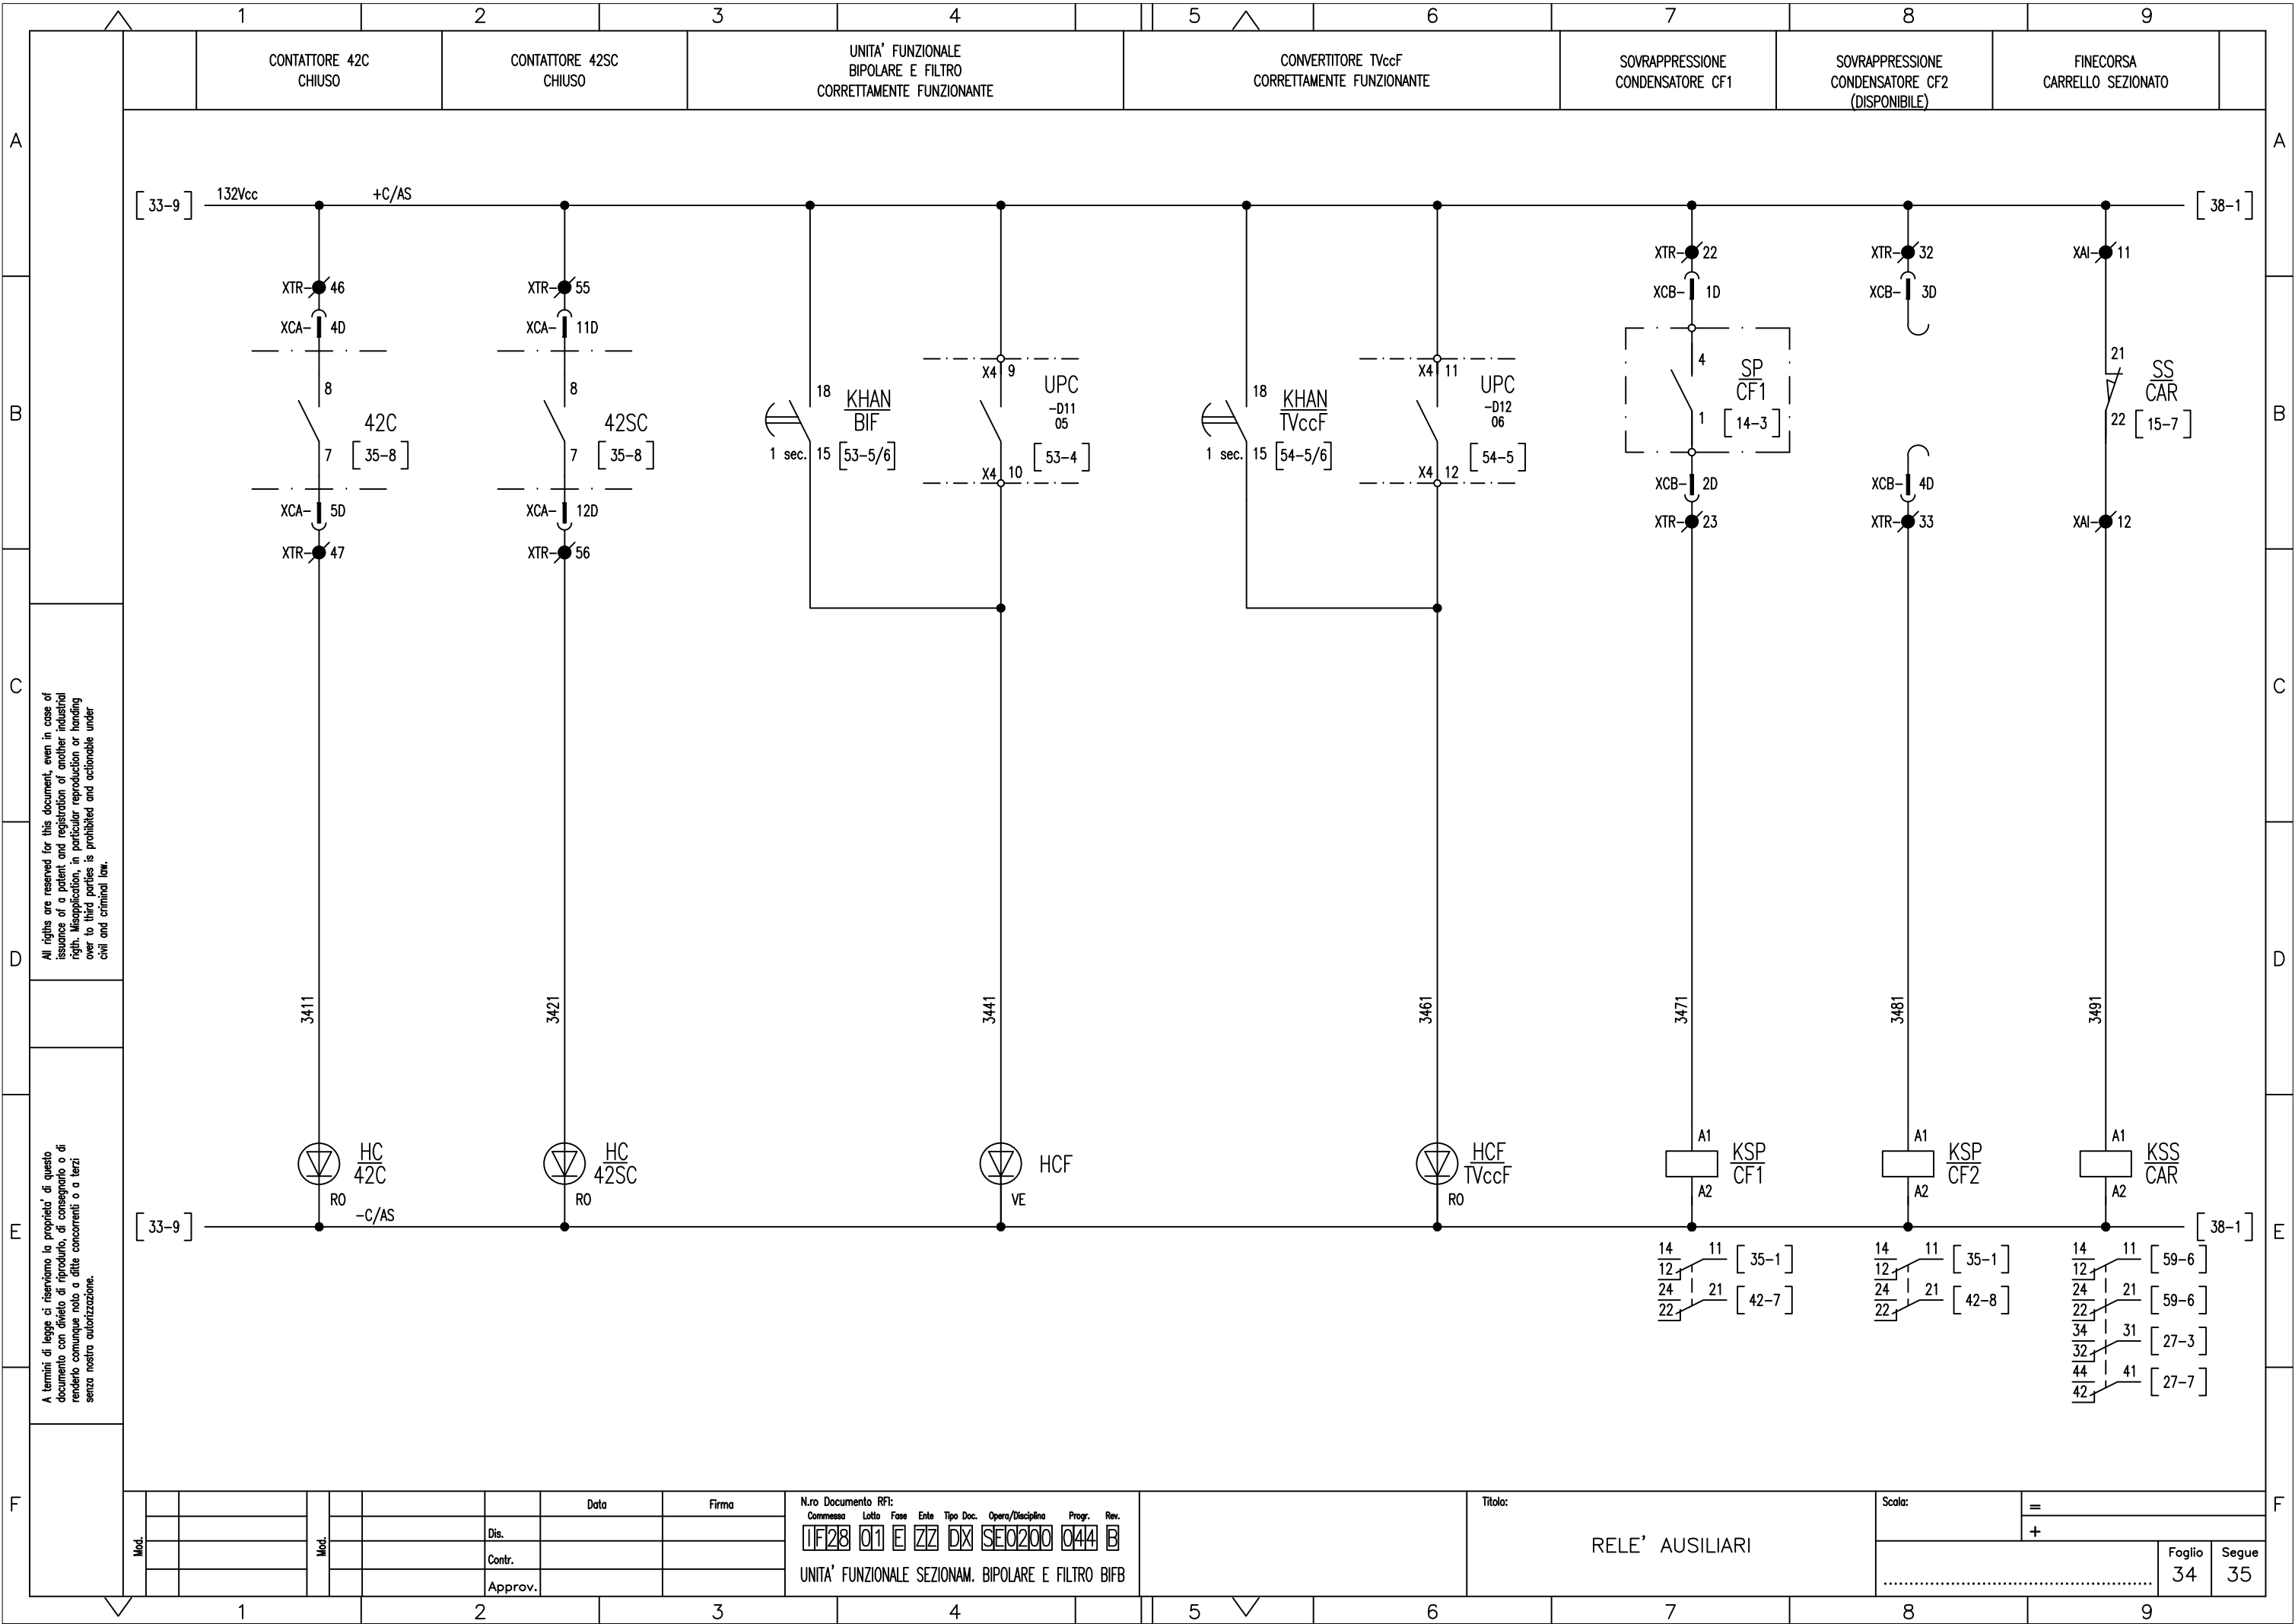 1 2 3 4 5 6 7 8 9
CONTATTORE 42C
CHIUSO
CONTATTORE 42SC
CHIUSO
UNITA' FUNZIONALE
BIPOLARE E FILTRO
CORRETTAMENTE FUNZIONANTE
CONVERTITORE TVccF
CORRETTAMENTE FUNZIONANTE
SOVRAPPRESSIONE
CONDENSATORE CF1
SOVRAPPRESSIONE
CONDENSATORE CF2
(DISPONIBILE)
FINECORSA
CARRELLO SEZIONATO
A A
33-9 132Vcc +C/AS 38-1
XTR- 46
XCA- 4D
8
42C
7 35-8
XCA- 5D
XTR- 47
3411
HC
42C
RO
XTR- 55
XCA- 11D
8
42SC
7 35-8
XCA- 12D
XTR- 56
3421
HC
42SC
RO
18 KHAN
BIF
1 sec. 15 53-5/6
X4 9
UPC
-D11
05
53-4
X4 10
3441
HCF
VE
18 KHAN
TVccF
1 sec. 15 54-5/6
X4 11
UPC
-D12
06
54-5
X4 12
3461
HCF
TVccF
RO
XTR- 22
XCB- 1D
4 SP
CF1
1 14-3
XCB- 2D
XTR- 23
3471
A1
KSP
CF1
A2
XTR- 32
XCB- 3D
XCB- 4D
XTR- 33
3481
A1
KSP
CF2
A2
XAI- 11
21 SS
CAR
22 15-7
XAI- 12
3491
A1
KSS
CAR
A2
B B
C C
D D
E E
F F
33-9 -C/AS 38-1
14 11 35-1
12
24 21 42-7
22
14 11 35-1
12
24 21 42-8
22
14 11 59-6
12
24 21 59-6
22
34 31 27-3
32
44 41 27-7
42
All rigths are reserved for this document, even in case of
issuance of a patent and registration of another industrial
rigth. Misapplication, in particular reproduction or handing
over to third parties is prohibited and actionable under
civil and criminal law.
A termini di legge ci riserviamo la proprieta' di questo
documento con divieto di riprodurlo, di consegnarlo o di
renderlo comunque noto a ditte concorrenti o a terzi
senza nostra autorizzazione.
Mod. Mod.
Data Firma
Dis.
Contr.
Approv.
N.ro Documento RFI:
Commessa Lotto Fase Ente Tipo Doc. Opera/Disciplina Progr. Rev.
IF28 01 E ZZ DX SE0200 044 B
UNITA' FUNZIONALE SEZIONAM. BIPOLARE E FILTRO BIFB
Titolo:
RELE' AUSILIARI
Scala:
=
+
Foglio
34
Segue
35
1 2 3 4 5 6 7 8 9